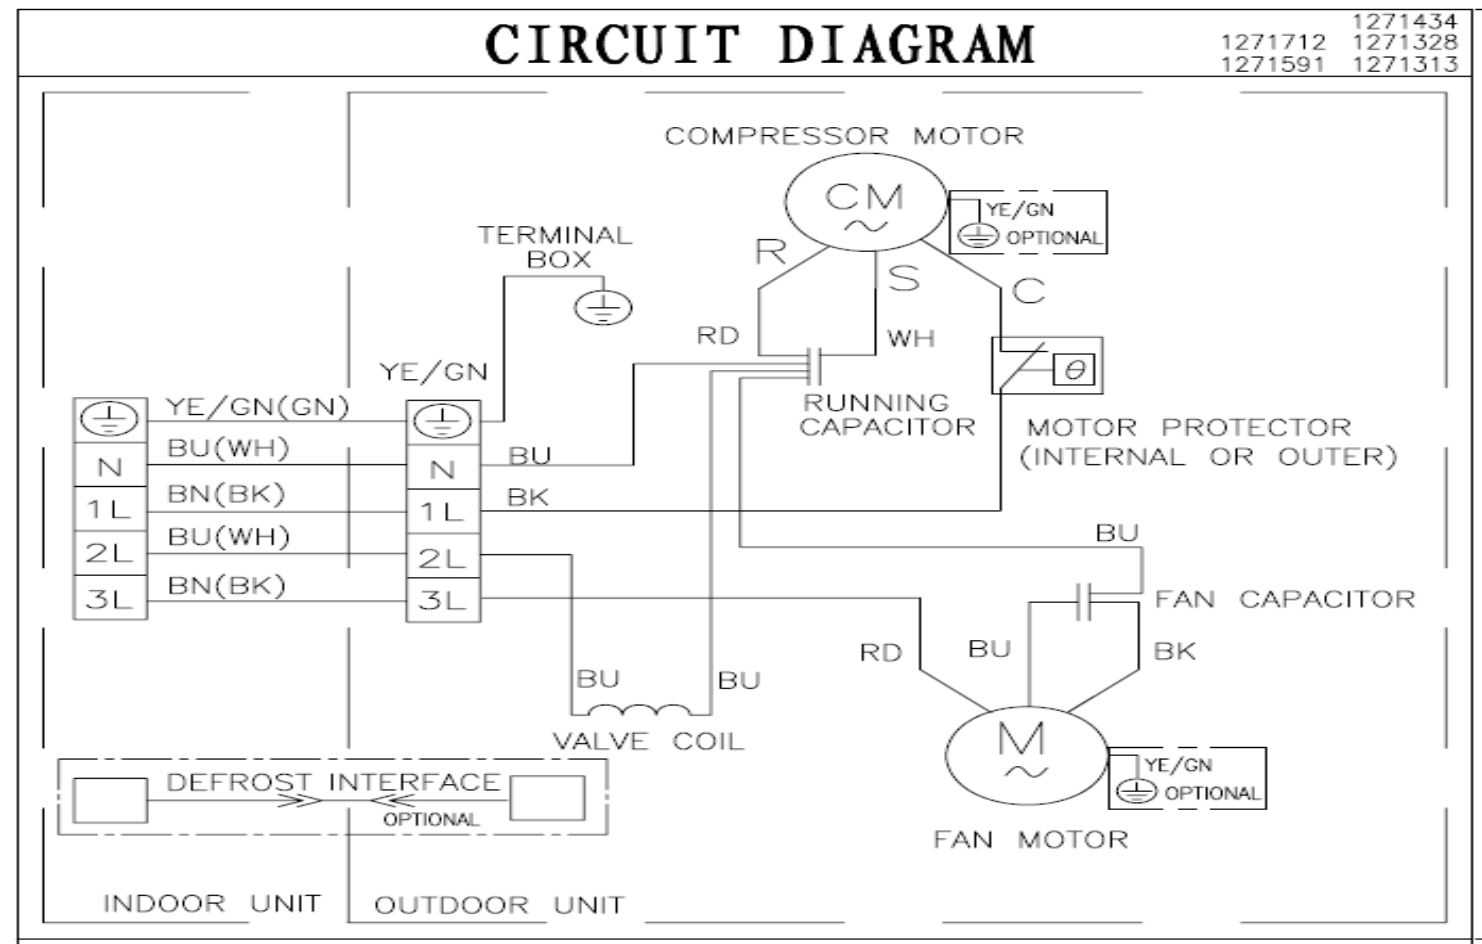 CIRCUIT DIAGRAM
1271434
1271712 1271328
1271591 1271313
COMPRESSOR MOTOR
CM
YE/GN
OPTIONAL
TERMINAL
BOX
R
S
C
RD
WH
θ
YE/GN
RUNNING
CAPACITOR
MOTOR PROTECTOR
(INTERNAL OR OUTER)
YE/GN(GN)
N
BU(WH)
N
BU
1L
BN(BK)
1L
BK
2L
BU(WH)
2L
3L
BN(BK)
3L
BU
FAN CAPACITOR
RD
BU
BK
BU
BU
VALVE COIL
M
YE/GN
OPTIONAL
FAN MOTOR
DEFROST INTERFACE
OPTIONAL
INDOOR UNIT
OUTDOOR UNIT